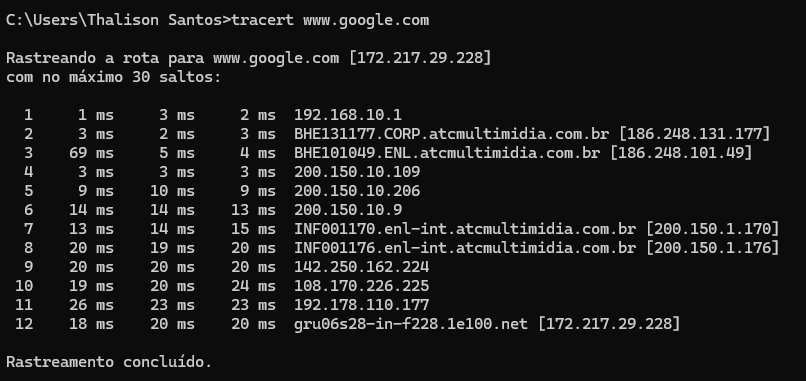 C:\Users\Thalison Santos>tracert www.google.com
Rastreando a rota para www.google.com [172.217.29.228]
com no máximo 30 saltos:
1 1 ms 3 ms 2 ms 192.168.10.1
2 3 ms 2 ms 3 ms BHE131177.CORP.atcmultimidia.com.br [186.248.131.177]
3 69 ms 5 ms 4 ms BHE101049.ENL.atcmultimidia.com.br [186.248.101.49]
4 3 ms 3 ms 3 ms 200.150.10.109
5 9 ms 10 ms 9 ms 200.150.10.206
6 14 ms 14 ms 13 ms 200.150.10.9
7 13 ms 14 ms 15 ms INF001170.enl-int.atcmultimidia.com.br [200.150.1.170]
8 20 ms 19 ms 20 ms INF001176.enl-int.atcmultimidia.com.br [200.150.1.176]
9 20 ms 20 ms 20 ms 142.250.162.224
10 19 ms 20 ms 24 ms 108.170.226.225
11 26 ms 23 ms 23 ms 192.178.110.177
12 18 ms 20 ms 20 ms gru06s28-in-f228.1e100.net [172.217.29.228]
Rastreamento concluído.